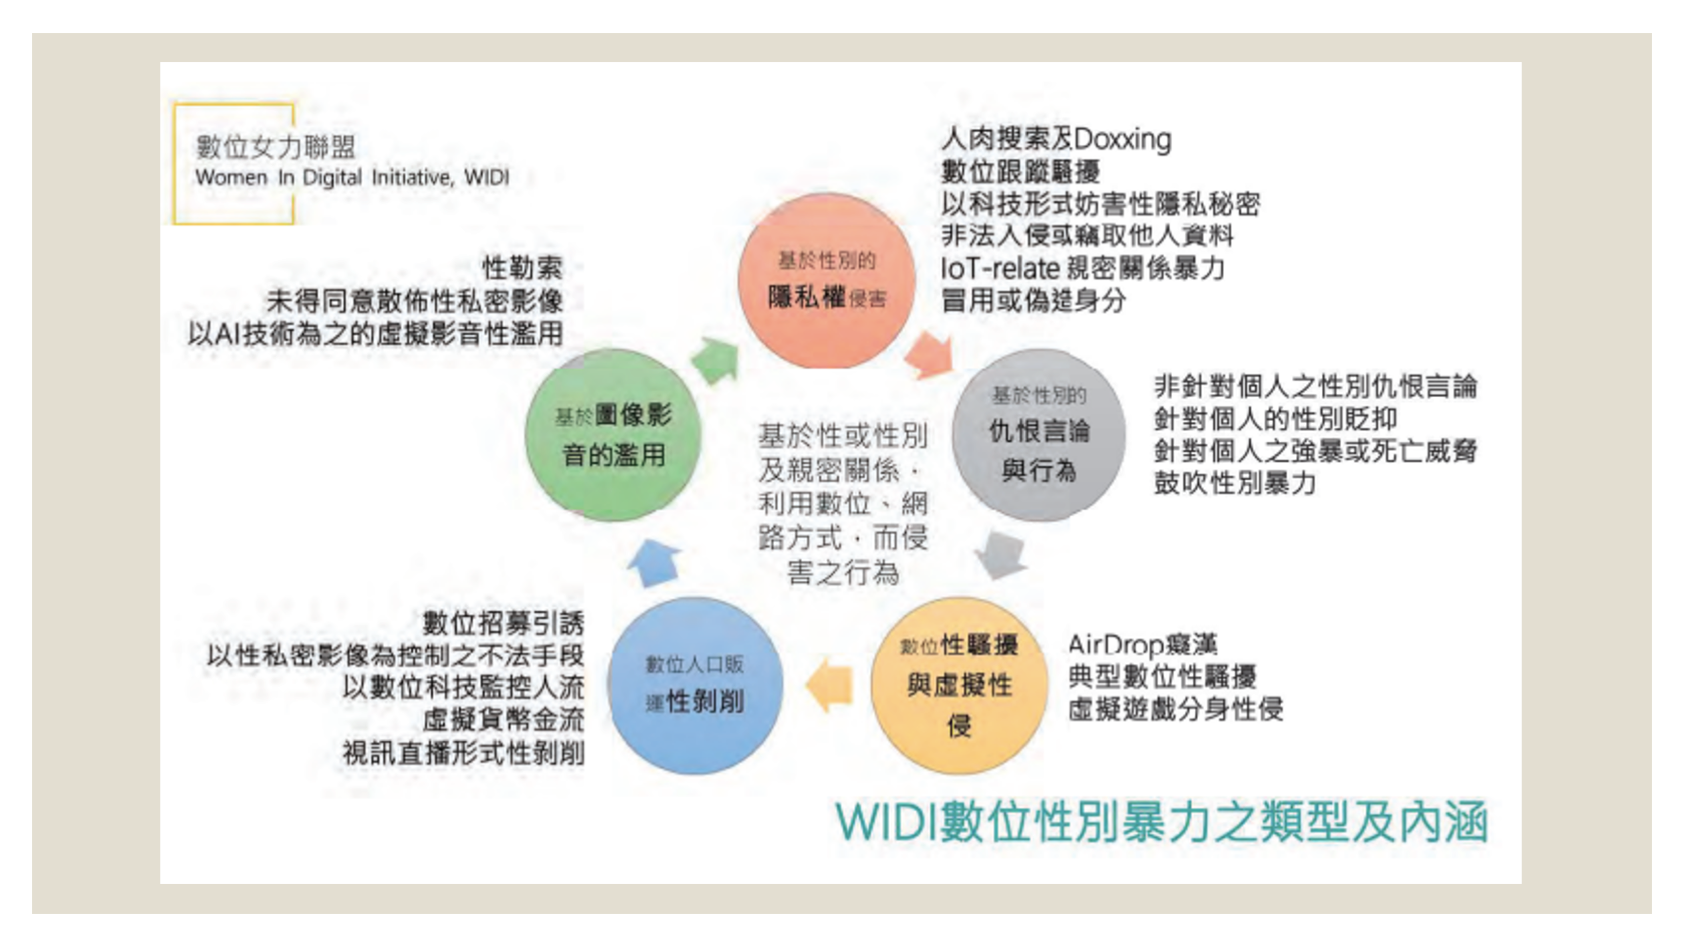 數位女力聯盟
Women In Digital Initiative, WIDI
人肉搜索及Doxxing
數位跟蹤騷擾
以科技形式妨害性隱私秘密
非法入侵或竊取他人資料
IoT-relate 親密關係暴力
冒用或偽造身分
基於性別的
隱私權侵害
性勒索
未得同意散佈性私密影像
以AI技術為之的虛擬影音性濫用
基於圖像影
音的濫用
基於性別的
仇恨言論
與行為
非針對個人之性別仇恨言論
針對個人的性別貶抑
針對個人之強暴或死亡威脅
鼓吹性別暴力
基於性或性別
及親密關係，
利用數位、網
路方式，而侵
害之行為
數位招募引誘
以性私密影像為控制之不法手段
以數位科技監控人流
虛擬貨幣金流
視訊直播形式性剝削
數位人口販
運性剝削
數位性騷擾
與虛擬性
侵
AirDrop癡漢
典型數位性騷擾
虛擬遊戲分身性侵
WIDI數位性別暴力之類型及內涵